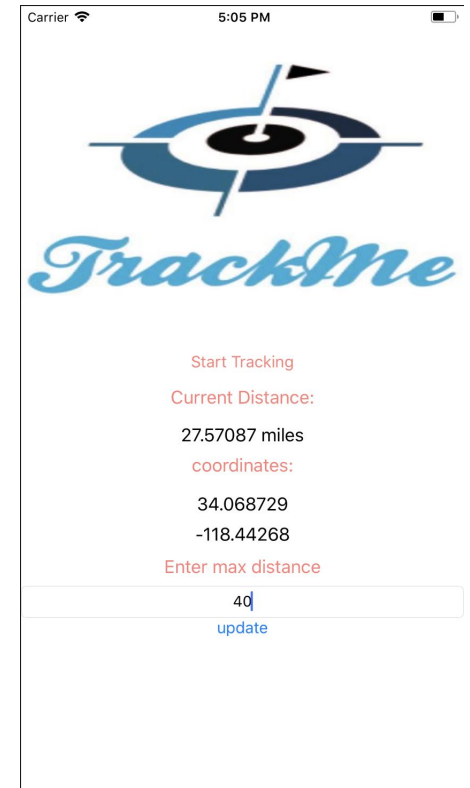 Carrier
5:05 PM
TrackMe
Start Tracking
Current Distance:
27.57087 miles
coordinates:
34.068729
-118.44268
Enter max distance
40
update